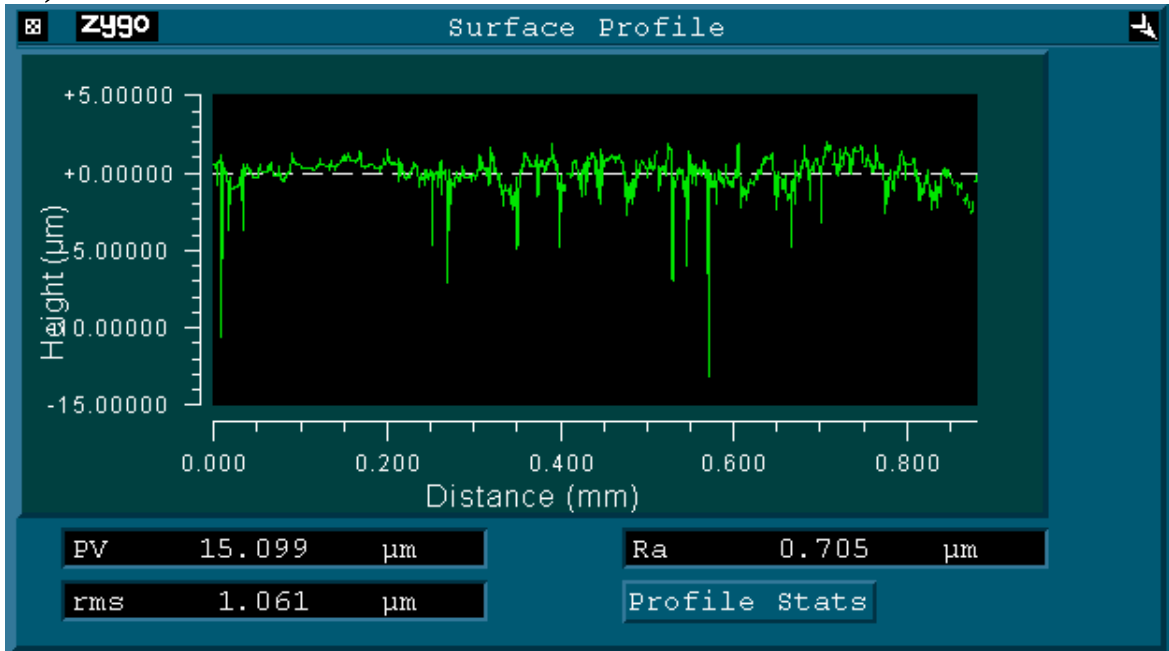 zygo Surface Profile
+5.00000
+0.00000
5.00000
0.00000
-15.00000
Height (µm)
0.000 0.200 0.400 0.600 0.800
Distance (mm)
PV 15.099 µm Ra 0.705 µm
rms 1.061 µm Profile Stats